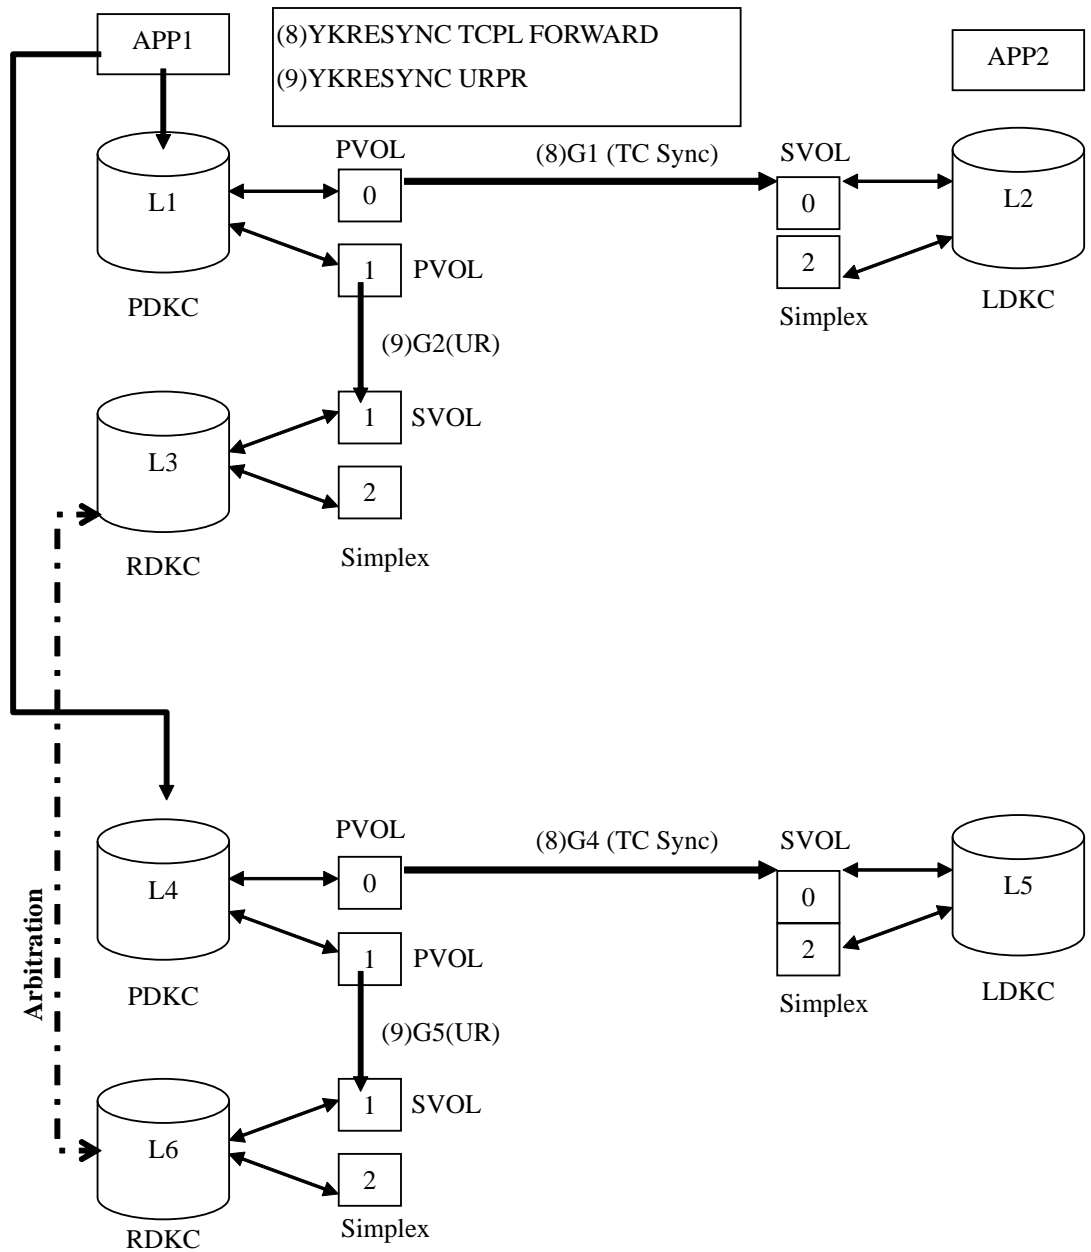 APP1
(8)YKRESYNC TCPL FORWARD
(9)YKRESYNC URPR
APP2
PVOL
(8)G1 (TC Sync)
SVOL
L1
0
0
L2
1
PVOL
2
PDKC
Simplex
LDKC
(9)G2(UR)
1
SVOL
L3
2
RDKC
Simplex
PVOL
(8)G4 (TC Sync)
SVOL
L4
0
0
L5
1
PVOL
2
PDKC
Simplex
LDKC
Arbitration
(9)G5(UR)
1
SVOL
L6
2
RDKC
Simplex